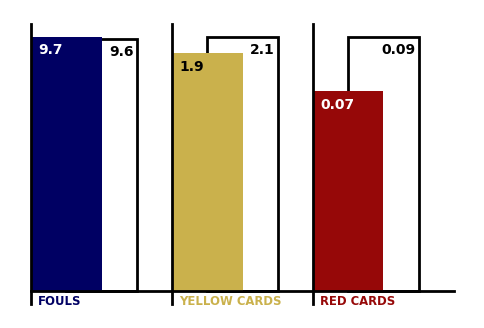 9.7
9.6
1.9
2.1
0.07
0.09
FOULS
YELLOW CARDS
RED CARDS